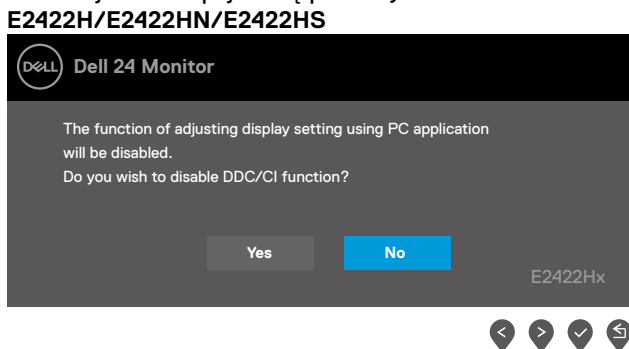 E2422H/E2422HN/E2422HS
DELL Dell 24 Monitor
The function of adjusting display setting using PC application
will be disabled.
Do you wish to disable DDC/CI function?
Yes No
E2422Hx